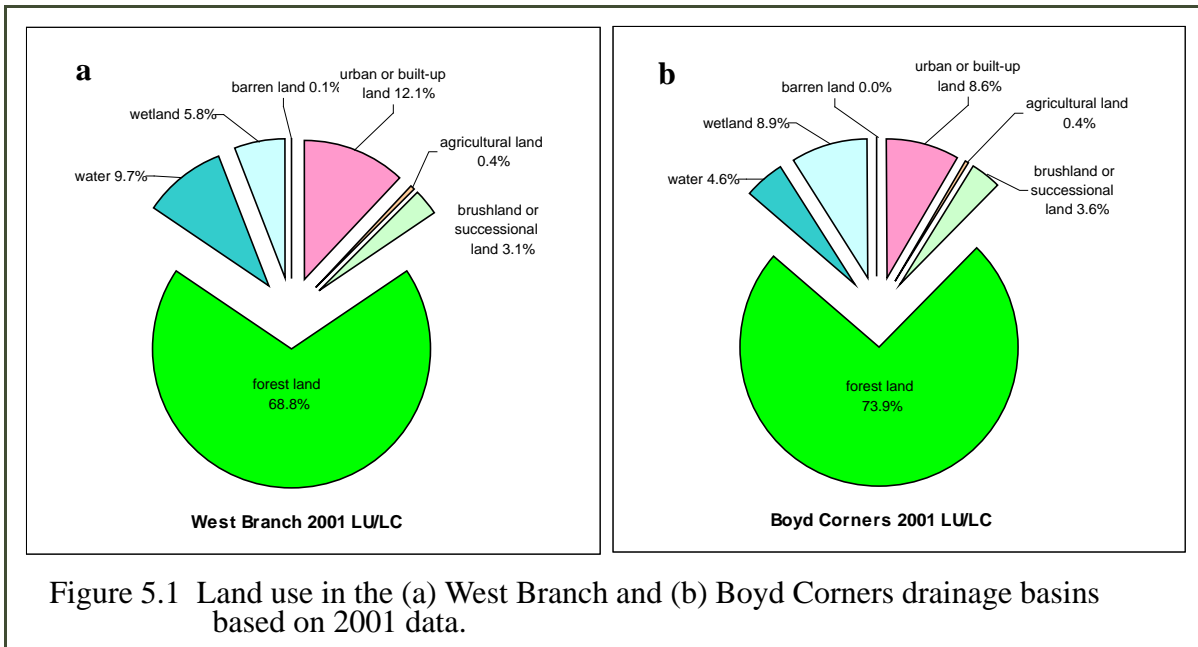 a
barren land 0.1%
urban or built-up
land 12.1%
wetland 5.8%
agricultural land
0.4%
water 9.7%
brushland or
successional
land 3.1%
forest land
68.8%
West Branch 2001 LU/LC
b
barren land 0.0%
urban or built-up
land 8.6%
agricultural land
0.4%
wetland 8.9%
brushland or
successional
land 3.6%
water 4.6%
forest land
73.9%
Boyd Corners 2001 LU/LC
Figure 5.1 Land use in the (a) West Branch and (b) Boyd Corners drainage basins
based on 2001 data.